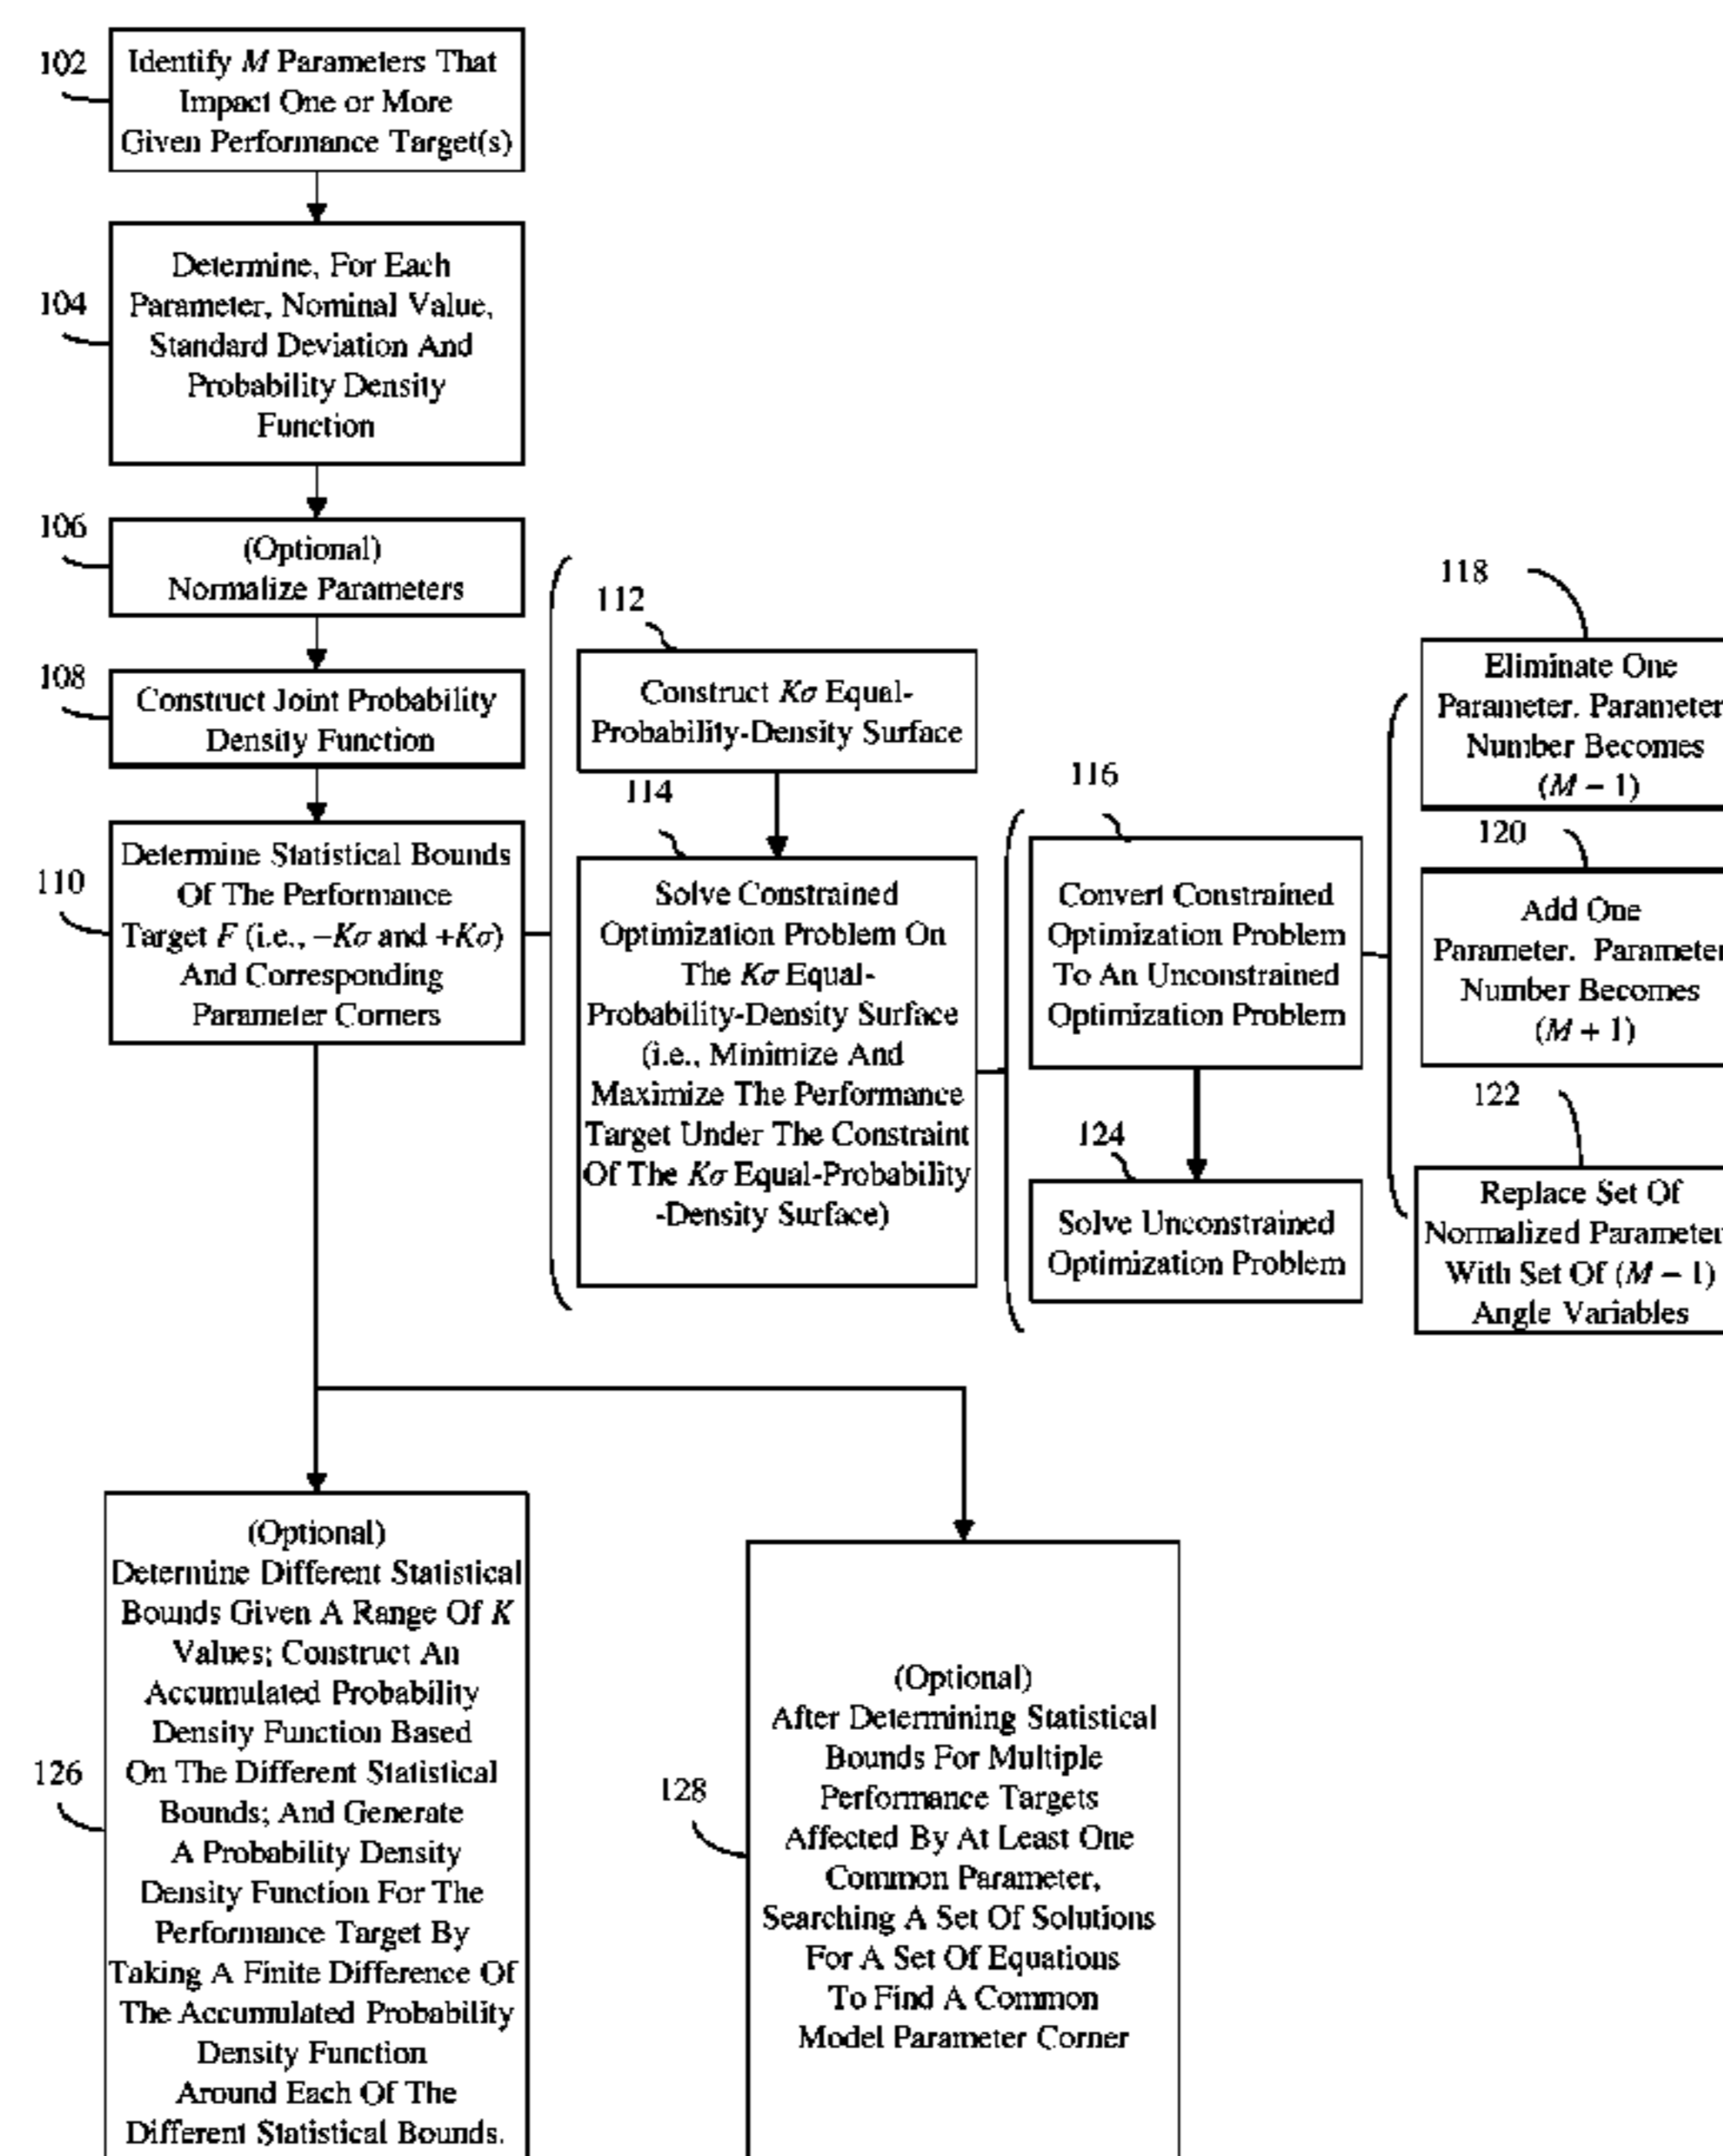 102
Identify M Parameters That
Impact One or More
Given Performance Target(s)
104
Determine, For Each
Parameter, Nominal Value,
Standard Deviation And
Probability Density
Function
106
(Optional)
Normalize Parameters
108
Construct Joint Probability
Density Function
110
Determine Statistical Bounds
Of The Performance
Target F (i.e., −Kσ and +Kσ)
And Corresponding
Parameter Corners
112
Construct Kσ Equal-
Probability-Density Surface
114
Solve Constrained
Optimization Problem On
The Kσ Equal-
Probability-Density Surface
(i.e., Minimize And
Maximize The Performance
Target Under The Constraint
Of The Kσ Equal-Probability
-Density Surface)
116
Convert Constrained
Optimization Problem
To An Unconstrained
Optimization Problem
124
Solve Unconstrained
Optimization Problem
118
Eliminate One
Parameter. Parameter
Number Becomes
(M − 1)
120
Add One
Parameter. Parameter
Number Becomes
(M + 1)
122
Replace Set Of
Normalized Parameter
With Set Of (M − 1)
Angle Variables
126
(Optional)
Determine Different Statistical
Bounds Given A Range Of K
Values; Construct An
Accumulated Probability
Density Function Based
On The Different Statistical
Bounds; And Generate
A Probability Density
Density Function For The
Performance Target By
Taking A Finite Difference Of
The Accumulated Probability
Density Function
Around Each Of The
Different Statistical Bounds.
128
(Optional)
After Determining Statistical
Bounds For Multiple
Performance Targets
Affected By At Least One
Common Parameter,
Searching A Set Of Solutions
For A Set Of Equations
To Find A Common
Model Parameter Corner